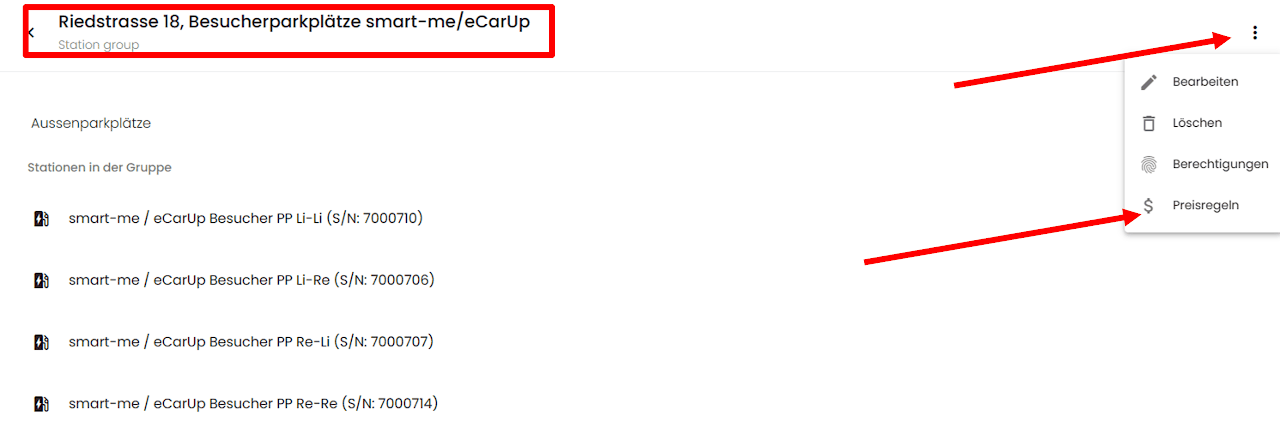 Riedstrasse 18, Besucherparkplätze smart-me/eCarUp
Station group
Bearbeiten
Löschen
Berechtigungen
Preisregeln
Aussenparkplätze
Stationen in der Gruppe
smart-me / eCarUp Besucher PP Li-Li (S/N: 7000710)
smart-me / eCarUp Besucher PP Li-Re (S/N: 7000706)
smart-me / eCarUp Besucher PP Re-Li (S/N: 7000707)
smart-me / eCarUp Besucher PP Re-Re (S/N: 7000714)